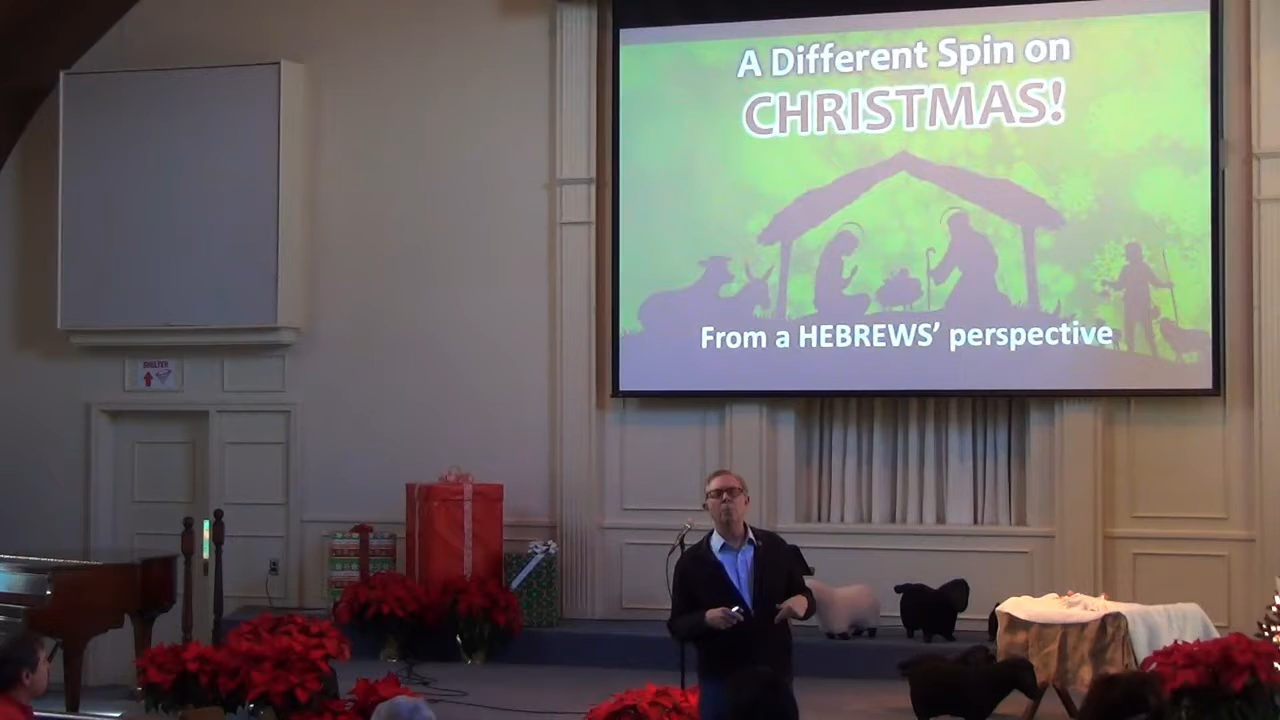 A Different Spin on
CHRISTMAS!
From a HEBREWS' perspective
SHELTER